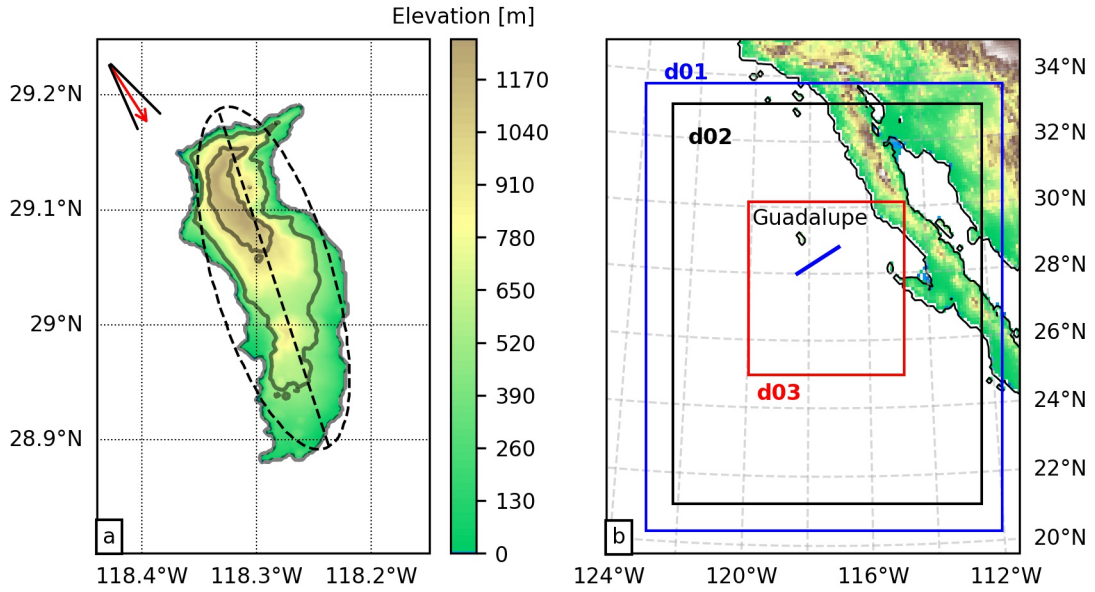 Elevation [m]
29.2°N
29.1°N
29°N
28.9°N
118.4°W
118.3°W
118.2°W
a
1170
1040
910
780
650
520
390
260
130
0
d01
d02
Guadalupe
d03
b
34°N
32°N
30°N
28°N
26°N
24°N
22°N
20°N
124°W
120°W
116°W
112°W